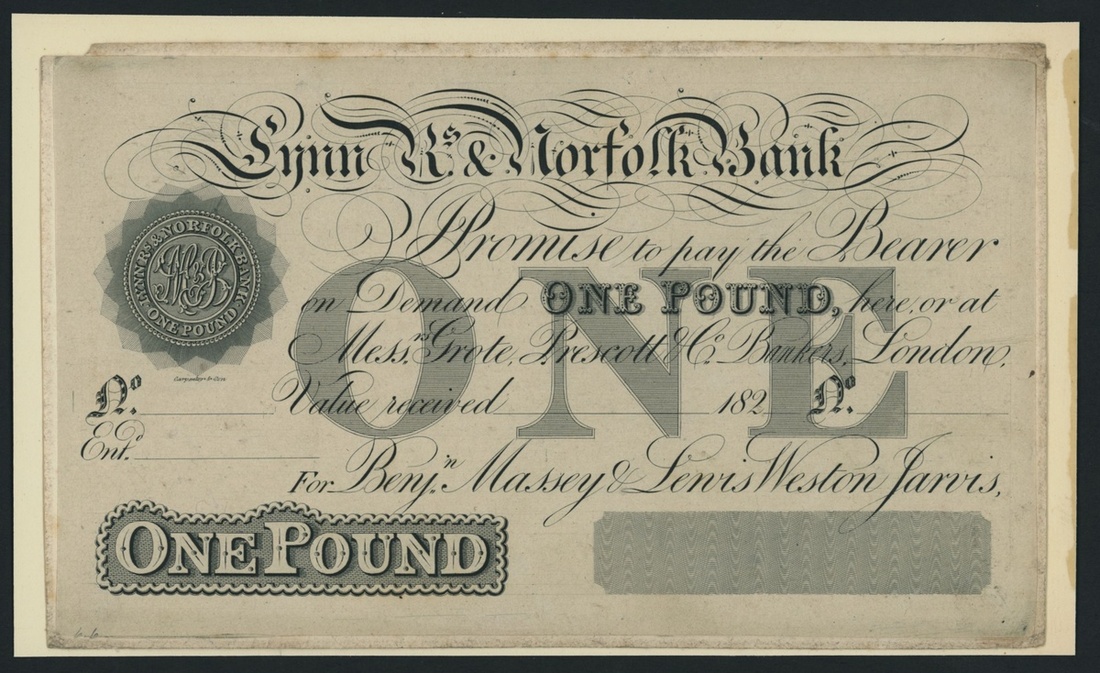 Lynn Rs & Norfolk Bank
I Promise to pay the Bearer
on Demand ONE POUND, here, or at
Messrs Grote, Prescott & Co. Bankers, London,
Value received 182
No.
No.
Entd.
For Benjn. Massey & Lewis Weston Jarvis,
ONE
LYNN RS & NORFOLK BANK
ONE POUND
ONE POUND